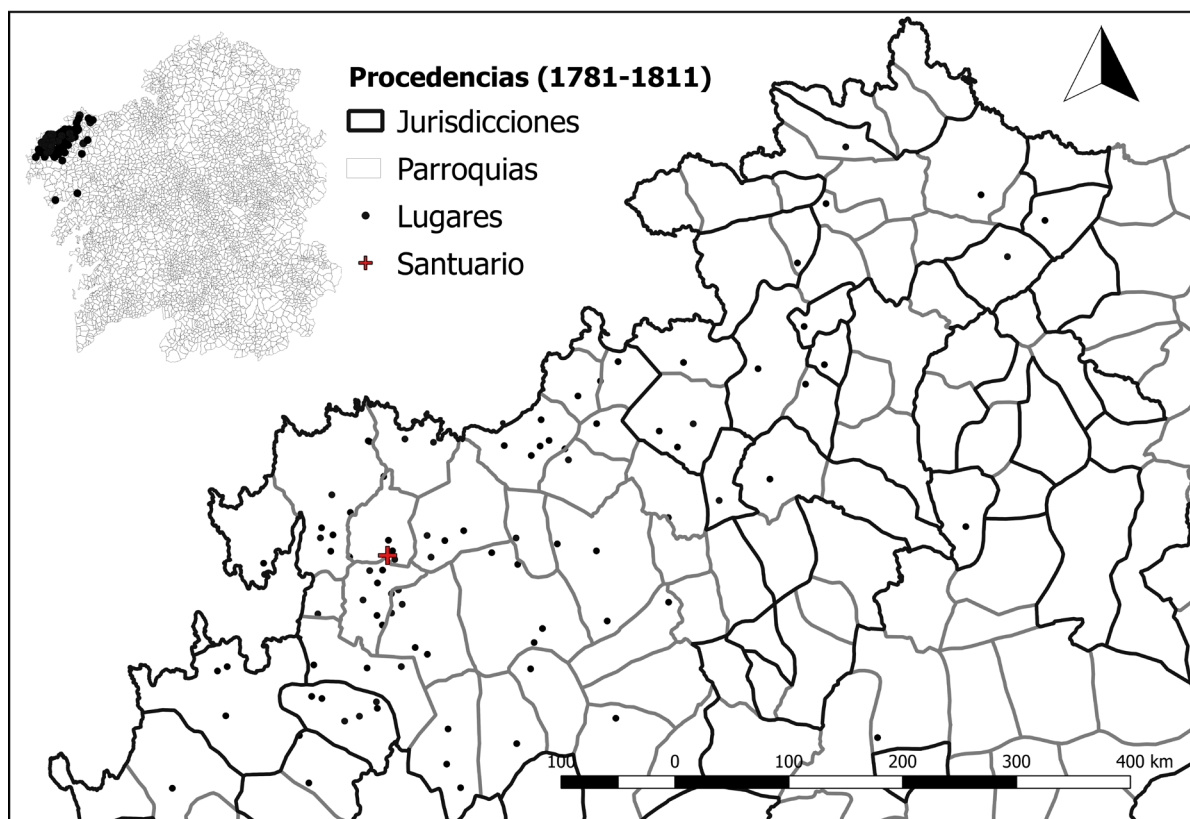 Procedencias (1781-1811)
Jurisdicciones
Parroquias
Lugares
Santuario
100 0 100 200 300 400 km